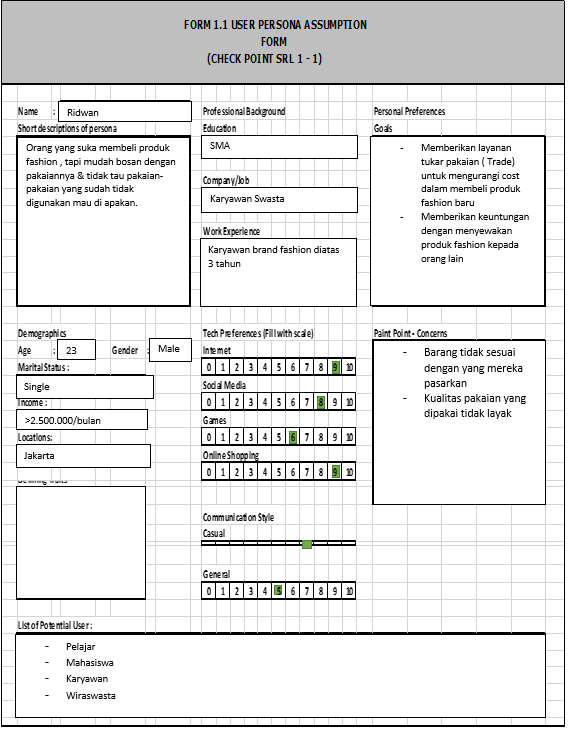 FORM 1.1 USER PERSONA ASSUMPTION
FORM
(CHECK POINT SRL 1 - 1)
Name : Ridwan
Short descriptions of persona
Orang yang suka membeli produk
fashion , tapi mudah bosan dengan
pakaiannya & tidak tau pakaian-
pakaian yang sudah tidak
digunakan mau di apakan.
Professional Background
Education
SMA
Company/Job
Karyawan Swasta
Work Experience
Karyawan brand fashion diatas
3 tahun
Personal Preferences
Goals
- Memberikan layanan
tukar pakaian ( Trade)
untuk mengurangi cost
dalam membeli produk
fashion baru
- Memberikan keuntungan
dengan menyewakan
produk fashion kepada
orang lain
Demographics
Age : 23 Gender : Male
Marital Status :
Single
Income :
>2.500.000/bulan
Locations:
Jakarta
Tech Preferences (Fill with scale)
Internet
0 1 2 3 4 5 6 7 8 9 10
Social Media
0 1 2 3 4 5 6 7 8 9 10
Games
0 1 2 3 4 5 6 7 8 9 10
Online Shopping
0 1 2 3 4 5 6 7 8 9 10
Communication Style
Casual
General
0 1 2 3 4 5 6 7 8 9 10
Paint Point - Concerns
- Barang tidak sesuai
dengan yang mereka
pasarkan
- Kualitas pakaian yang
dipakai tidak layak
List of Potential User :
- Pelajar
- Mahasiswa
- Karyawan
- Wiraswasta